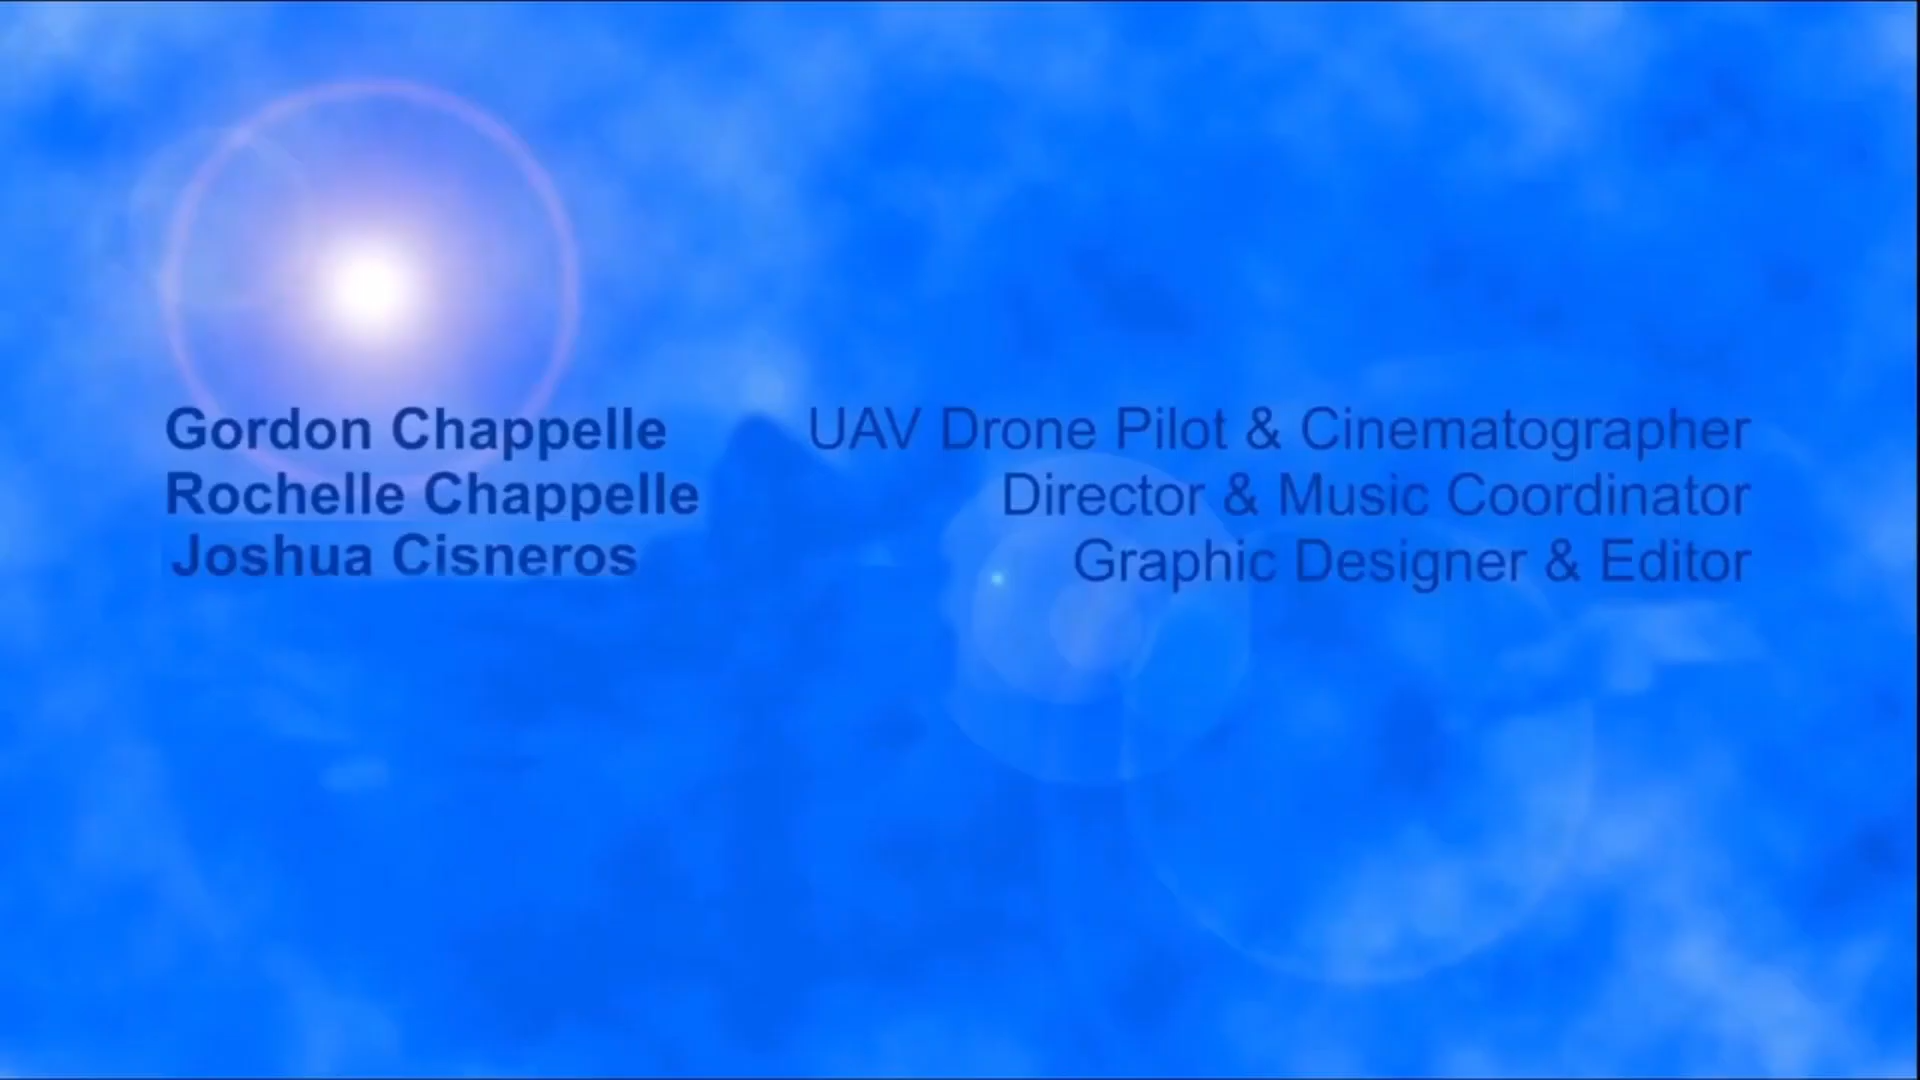 Gordon Chappelle UAV Drone Pilot & Cinematographer
Rochelle Chappelle Director & Music Coordinator
Joshua Cisneros Graphic Designer & Editor